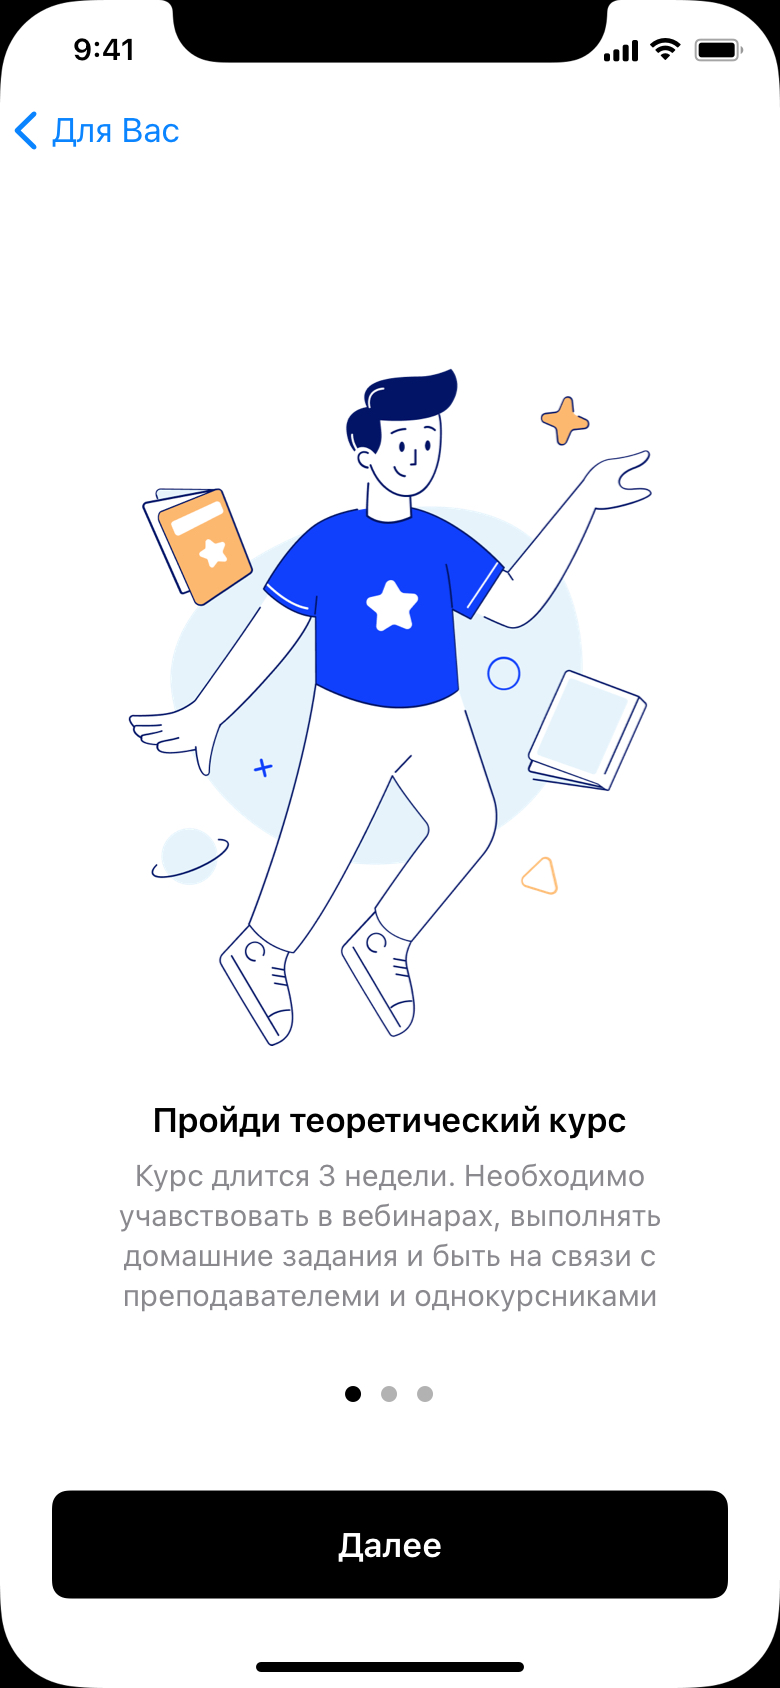 9:41
Для Вас
Пройди теоретический курс
Курс длится 3 недели. Необходимо
учавствовать в вебинарах, выполнять
домашние задания и быть на связи с
преподавателеми и однокурсниками
Далее